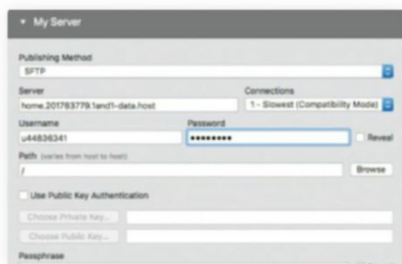 My Server
Publishing Method
SFTP
Server Connections
home.201763779.1and1-data.host 1 - Slowest (Compatibility Mode)
Username Password
u44836341 ●●●●●●●● Reveal
Path (varies from host to host)
/ Browse
Use Public Key Authentication
Choose Private Key...
Choose Public Key...
Passphrase